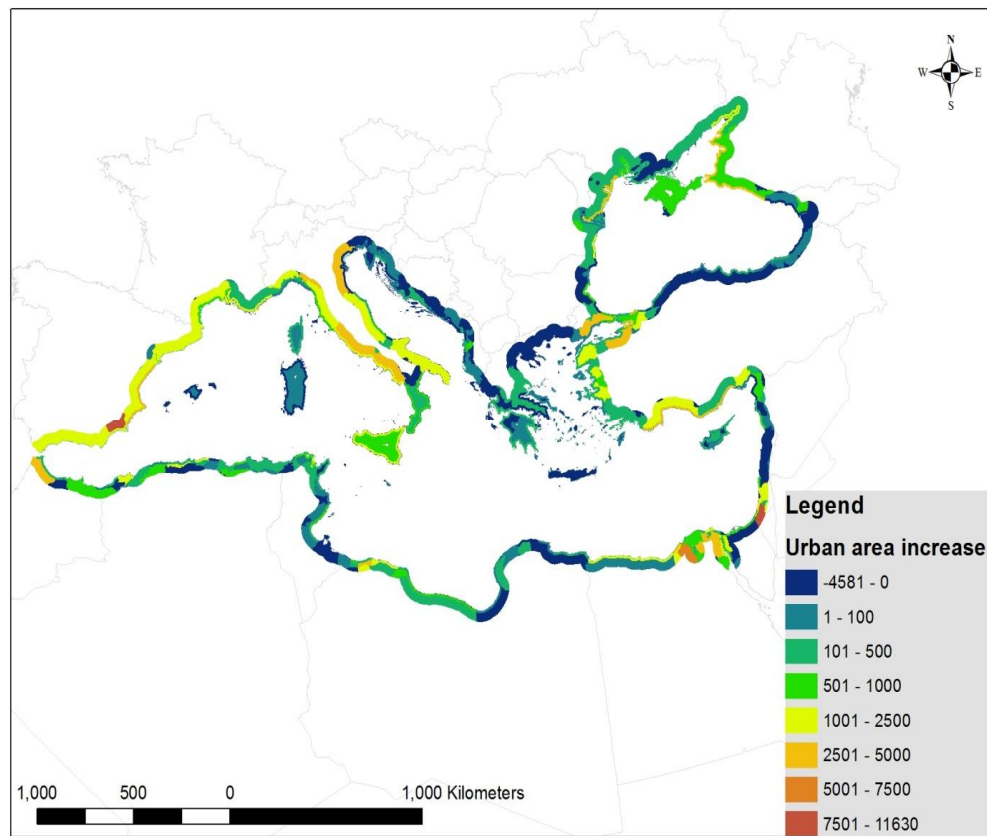 N
W E
S
Legend
Urban area increase
-4581 - 0
1 - 100
101 - 500
501 - 1000
1001 - 2500
2501 - 5000
5001 - 7500
7501 - 11630
1,000 500 0 1,000 Kilometers